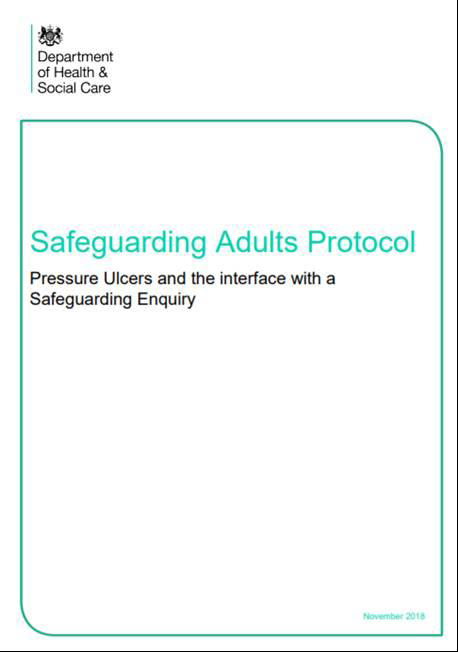 Department
of Health &
Social Care
Safeguarding Adults Protocol
Pressure Ulcers and the interface with a
Safeguarding Enquiry
November 2018